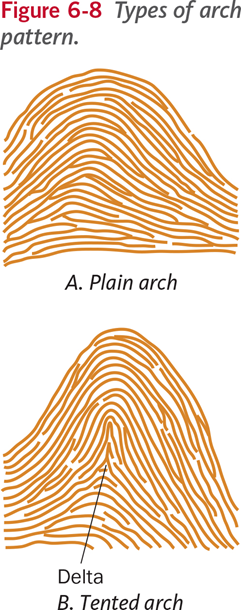 Figure 6-8 Types of arch
pattern.
A. Plain arch
Delta
B. Tented arch